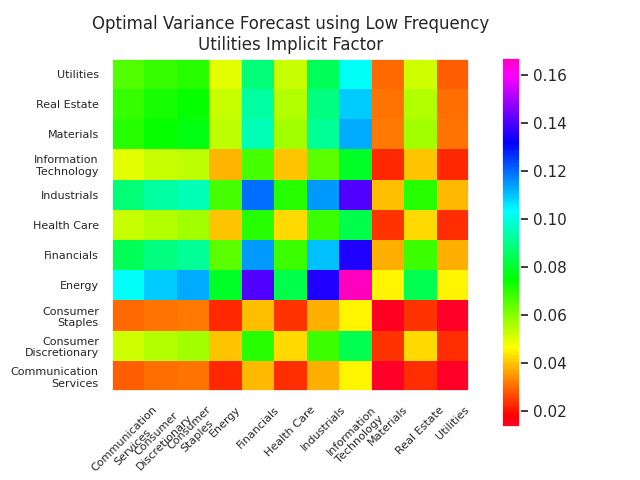 Optimal Variance Forecast using Low Frequency
Utilities Implicit Factor
Utilities
Real Estate
Materials
Information
Technology
Industrials
Health Care
Financials
Energy
Consumer
Staples
Consumer
Discretionary
Communication
Services
Communication
Services
Consumer
Discretionary
Consumer
Staples
Energy
Financials
Health Care
Industrials
Information
Technology
Materials
Real Estate
Utilities
0.16
0.14
0.12
0.10
0.08
0.06
0.04
0.02